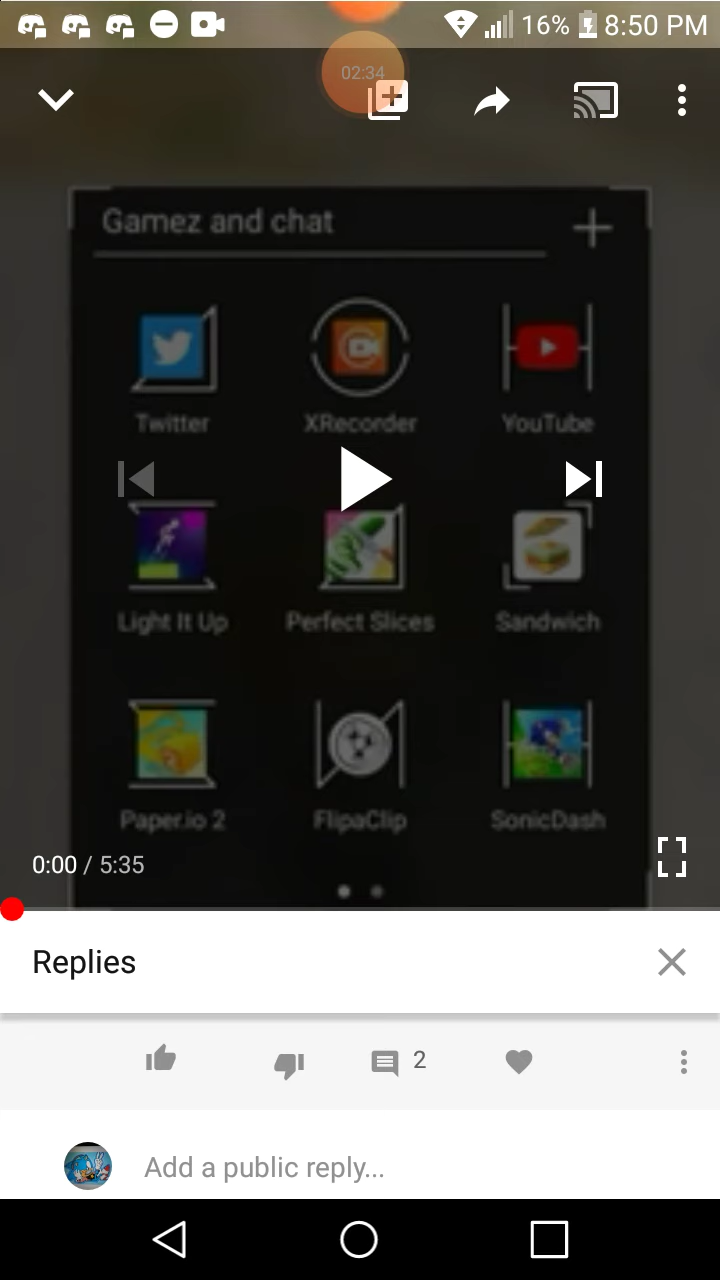 16% 8:50 PM
02:34
Gamez and chat
Twitter XRecorder YouTube
Light It Up Perfect Slices Sandwich
Paper.io 2 FlipaClip SonicDash
0:00 / 5:35
Replies
2
Add a public reply...